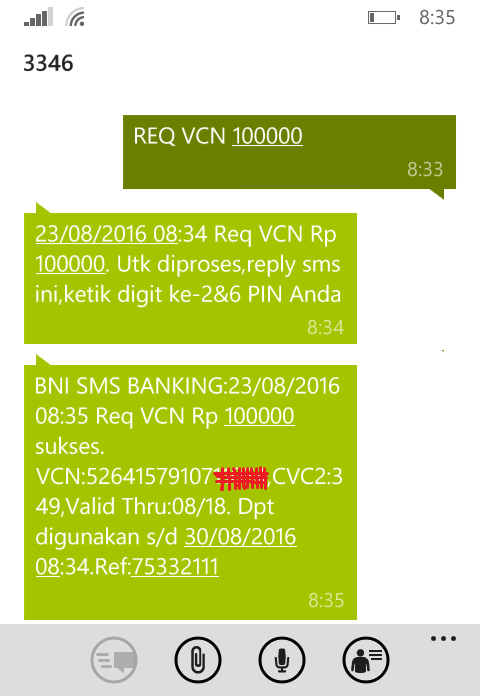 8:35
3346
REQ VCN 100000
8:33
23/08/2016 08:34 Req VCN Rp
100000. Utk diproses,reply sms
ini,ketik digit ke-2&6 PIN Anda
8:34
BNI SMS BANKING:23/08/2016
08:35 Req VCN Rp 100000
sukses.
VCN:526415791071 ,CVC2:3
49,Valid Thru:08/18. Dpt
digunakan s/d 30/08/2016
08:34.Ref:75332111
8:35